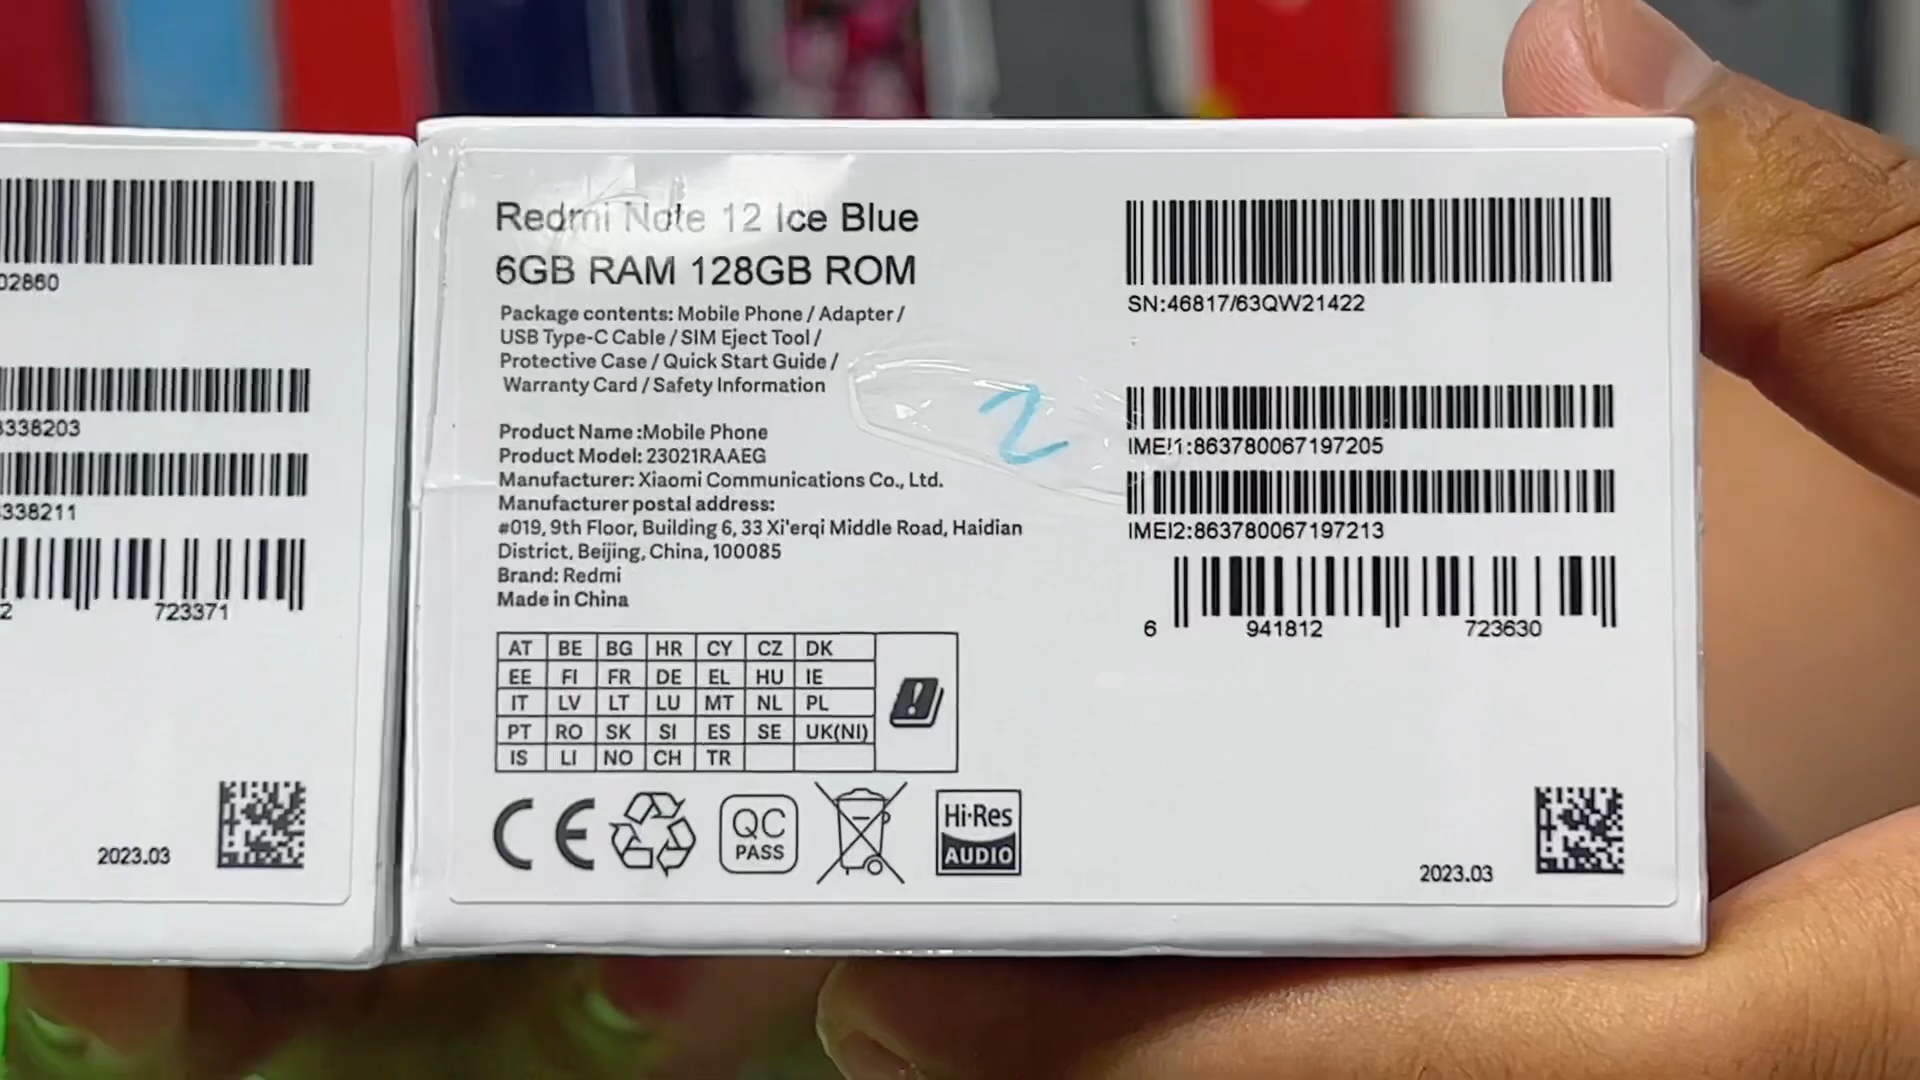 02860
338203
338211
2 723371
2023.03
Redmi Note 12 Ice Blue
6GB RAM 128GB ROM
Package contents: Mobile Phone / Adapter /
USB Type-C Cable / SIM Eject Tool /
Protective Case / Quick Start Guide /
Warranty Card / Safety Information
Product Name :Mobile Phone
Product Model: 23021RAAEG
Manufacturer: Xiaomi Communications Co., Ltd.
Manufacturer postal address:
#019, 9th Floor, Building 6, 33 Xi'erqi Middle Road, Haidian
District, Beijing, China, 100085
Brand: Redmi
Made in China
AT BE BG HR CY CZ DK
EE FI FR DE EL HU IE
IT LV LT LU MT NL PL
PT RO SK SI ES SE UK(NI)
IS LI NO CH TR
CE
QC
PASS
Hi-Res
AUDIO
2
SN:46817/63QW21422
IMEI1:863780067197205
IMEI2:863780067197213
6 941812 723630
2023.03